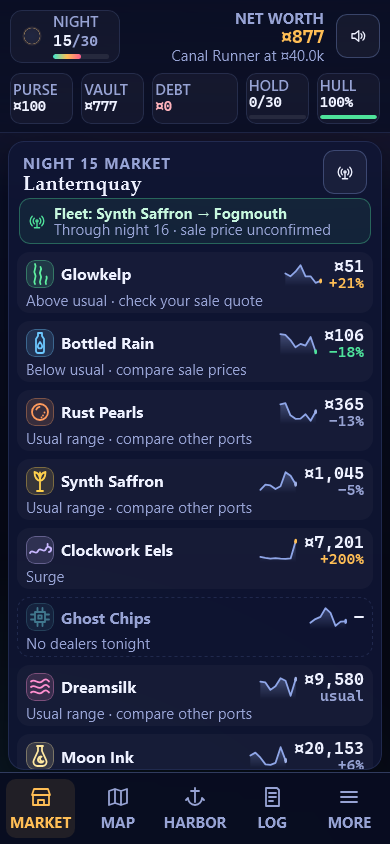 NIGHT
15/30
NET WORTH
¤877
Canal Runner at ¤40.0k
PURSE
¤100
VAULT
¤777
DEBT
¤0
HOLD
0/30
HULL
100%
NIGHT 15 MARKET
Lanternquay
Fleet: Synth Saffron → Fogmouth
Through night 16 · sale price unconfirmed
Glowkelp
¤51
+21%
Above usual · check your sale quote
Bottled Rain
¤106
−18%
Below usual · compare sale prices
Rust Pearls
¤365
−13%
Usual range · compare other ports
Synth Saffron
¤1,045
−5%
Usual range · compare other ports
Clockwork Eels
¤7,201
+200%
Surge
Ghost Chips
—
No dealers tonight
Dreamsilk
¤9,580
usual
Usual range · compare other ports
Moon Ink
¤20,153
+6%
MARKET
MAP
HARBOR
LOG
MORE